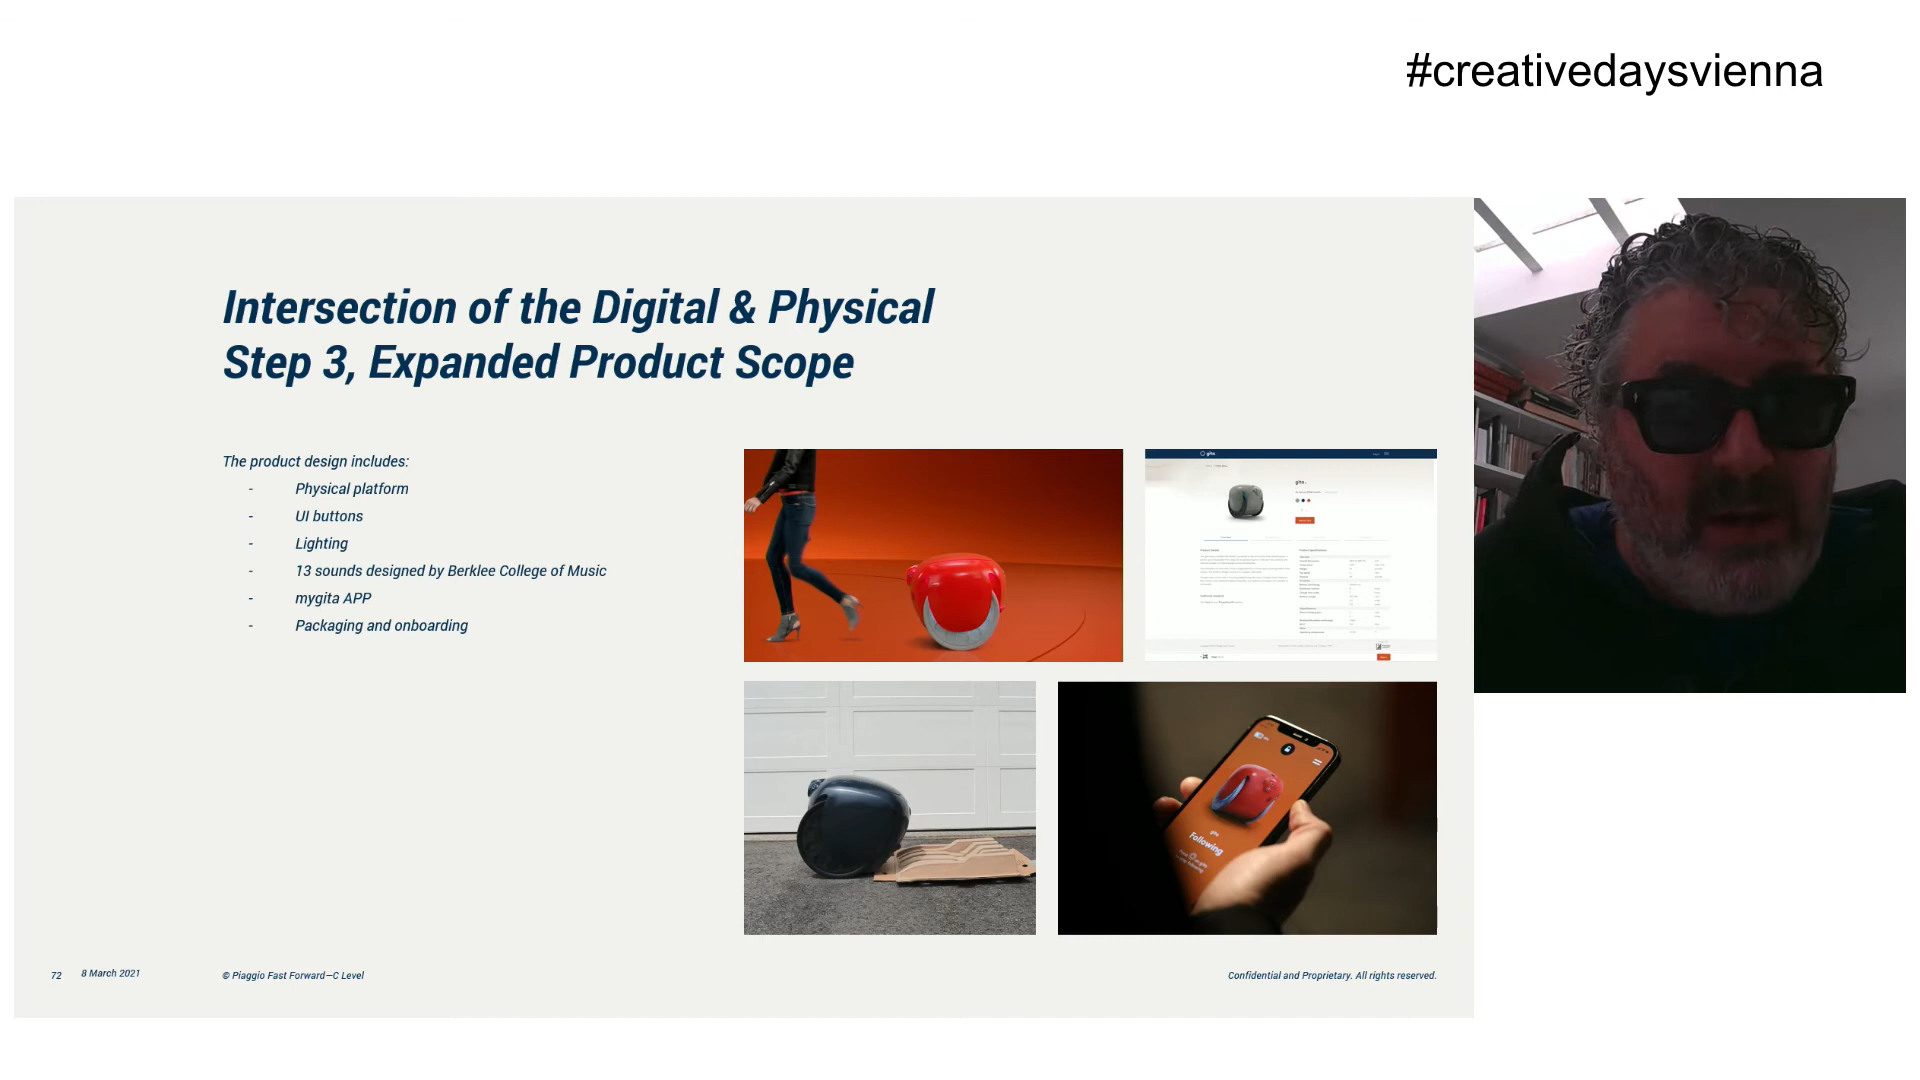 #creativedaysvienna
Intersection of the Digital & Physical
Step 3, Expanded Product Scope
The product design includes:
- Physical platform
- UI buttons
- Lighting
- 13 sounds designed by Berklee College of Music
- mygita APP
- Packaging and onboarding
gita
gita
Following
72
8 March 2021
© Piaggio Fast Forward—C Level
Confidential and Proprietary. All rights reserved.